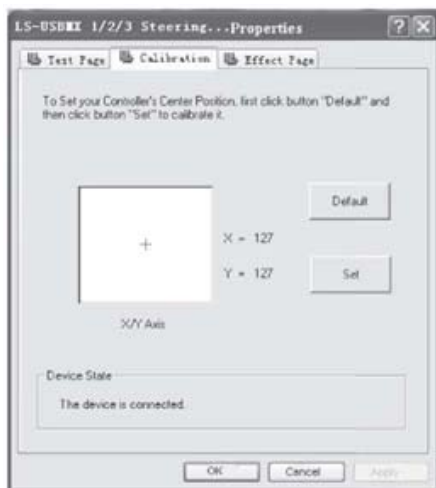 LS-USBMX 1/2/3 Steering...Properties
Test Page
Calibration
Effect Page
To Set your Controller's Center Position, first click button "Default" and
then click button "Set" to calibrate it.
Default
X = 127
Y = 127
Set
X/Y Axis
Device State
The device is connected.
OK
Cancel
Apply